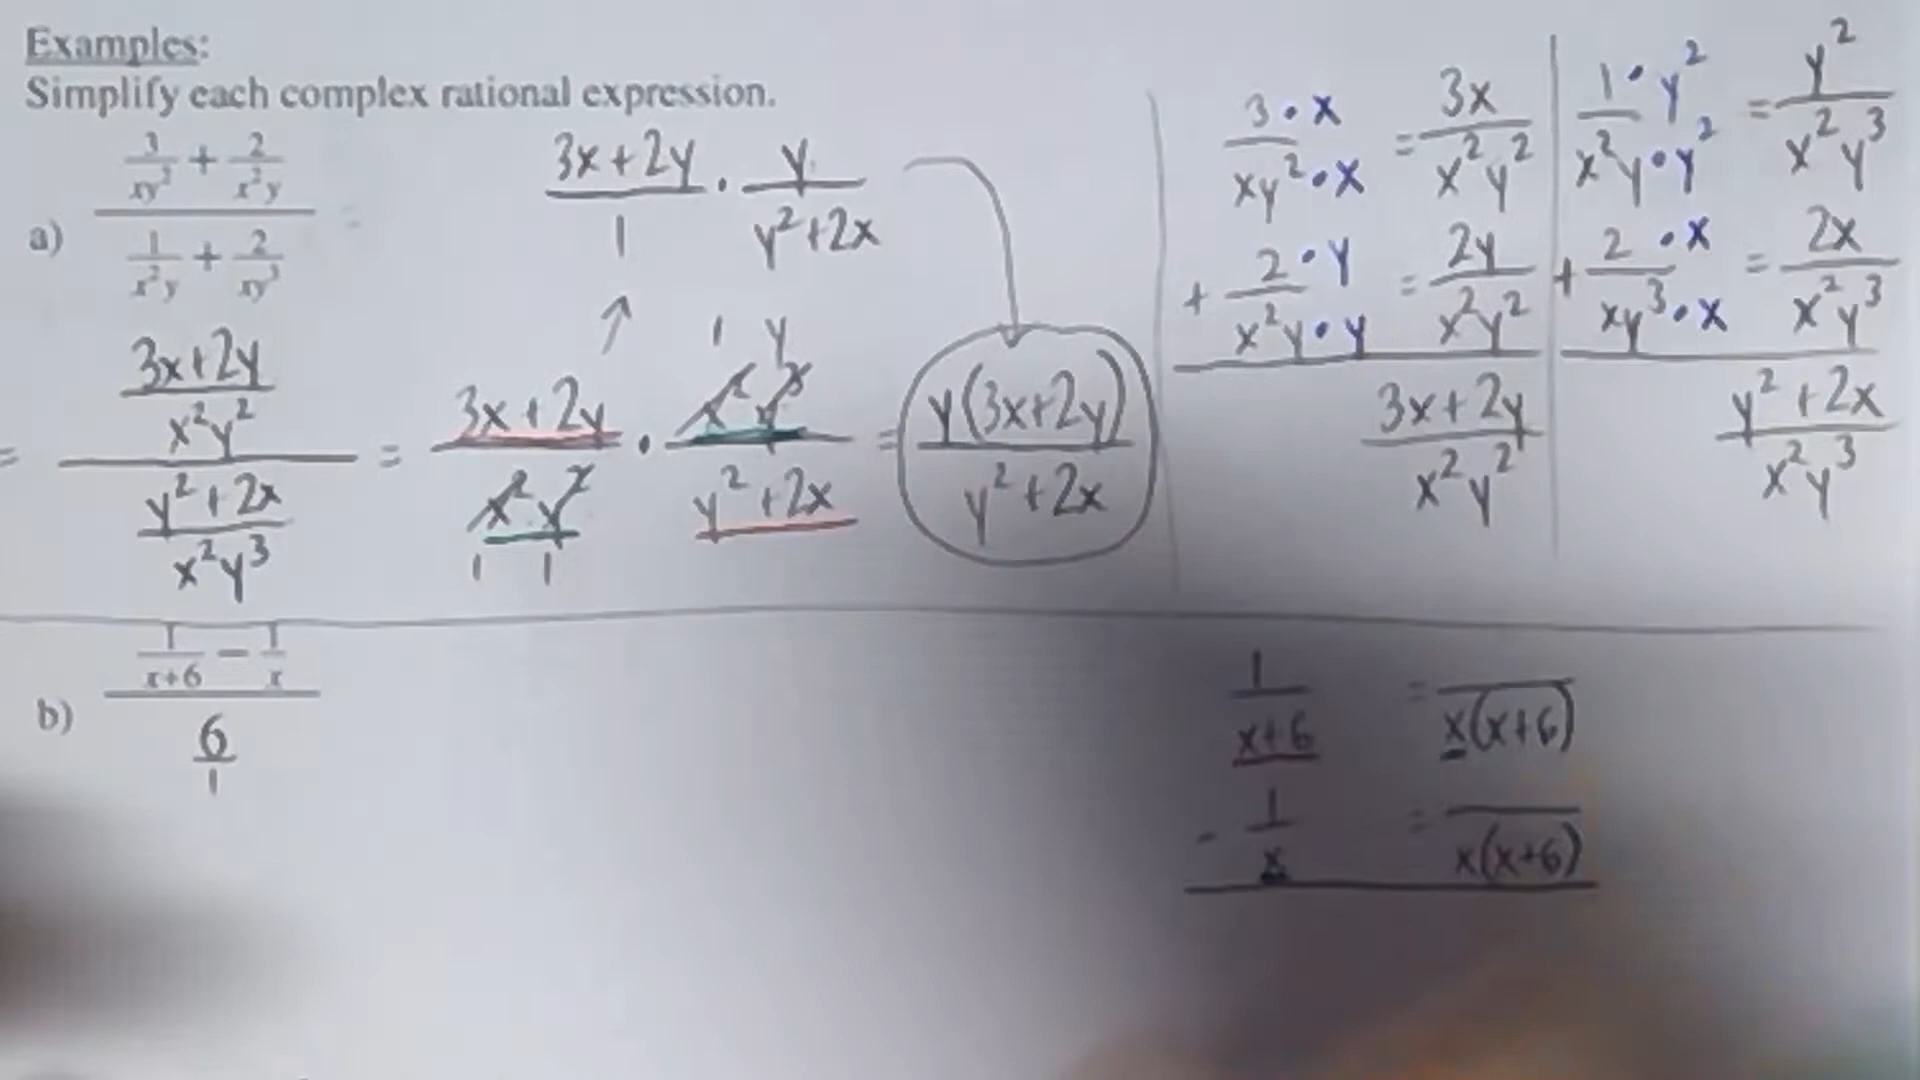 Examples:
Simplify each complex rational expression.
a) (3/xy² + 2/x²y) / (1/x²y + 2/xy³) =
(3x+2y)/1 · y/(y²+2x)
= ((3x+2y)/(x²y²)) / ((y²+2x)/(x²y³)) = (3x+2y)/(x²y²) · (x²y³)/(y²+2x) = y(3x+2y)/(y²+2x)
1 y
1 1
3·x/xy²·x = 3x/x²y²
+ 2·y/x²y·y = 2y/x²y²
(3x+2y)/(x²y²)
1·y²/x²y·y² = y²/x²y³
+ 2·x/xy³·x = 2x/x²y³
(y²+2x)/(x²y³)
b) (1/(x+6) − 1/x) / (6/1)
1/(x+6) = /x(x+6)
- 1/x = /x(x+6)